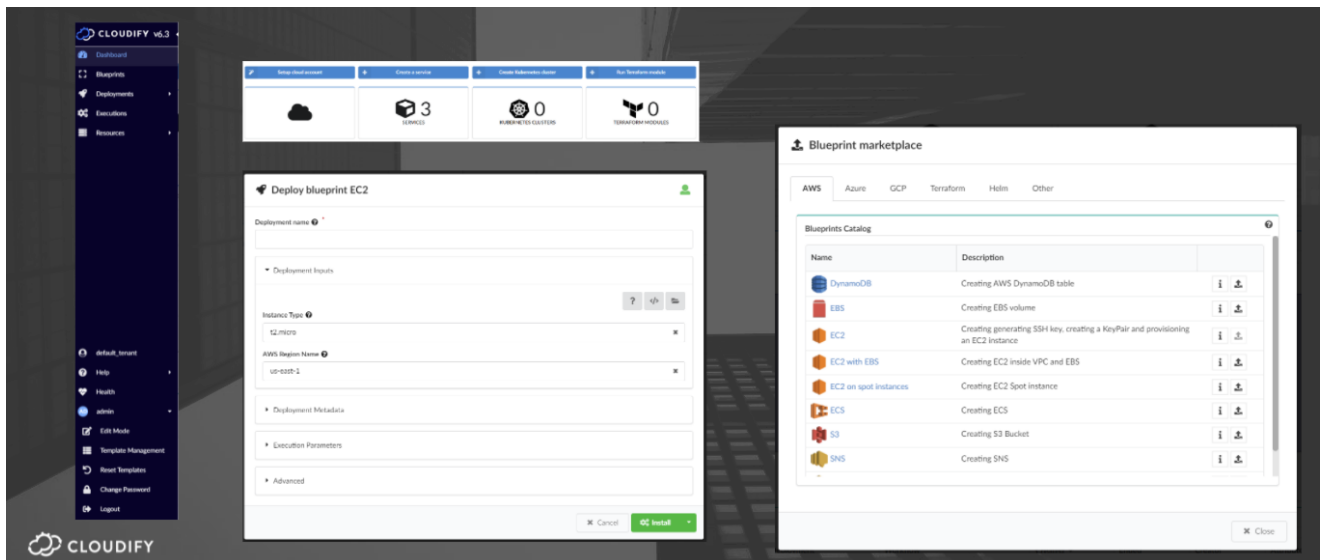 CLOUDIFY v6.3
Dashboard
Blueprints
Deployments
Executions
Resources
default_tenant
Help
Health
admin
Edit Mode
Template Management
Reset Templates
Change Password
Logout
CLOUDIFY
Setup cloud account
Create a service
Create Kubernetes cluster
Run Terraform module
3
SERVICES
0
KUBERNETES CLUSTERS
0
TERRAFORM MODULES
Deploy blueprint EC2
Deployment name *
Deployment Inputs
Instance Type
t2.micro
AWS Region Name
us-east-1
Deployment Metadata
Execution Parameters
Advanced
Cancel
Install
Blueprint marketplace
AWS Azure GCP Terraform Helm Other
Blueprints Catalog
Name Description
DynamoDB Creating AWS DynamoDB table
EBS Creating EBS volume
EC2 Creating generating SSH key, creating a KeyPair and provisioning
an EC2 instance
EC2 with EBS Creating EC2 inside VPC and EBS
EC2 on spot instances Creating EC2 Spot instance
ECS Creating ECS
S3 Creating S3 Bucket
SNS Creating SNS
Close